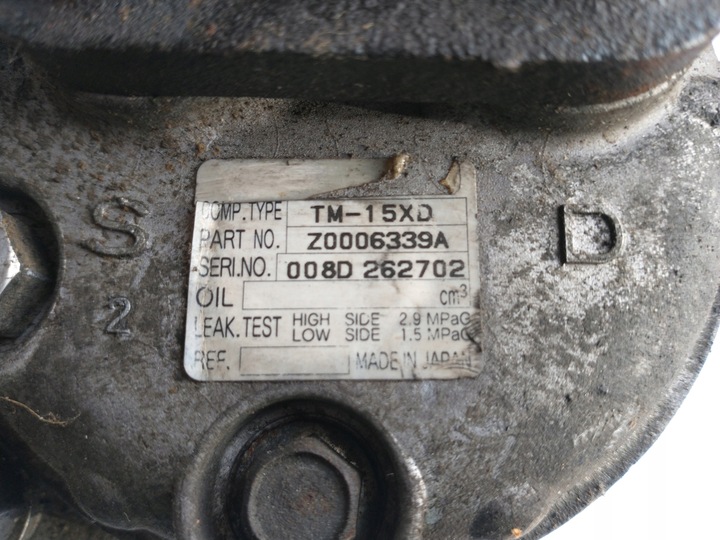 COMP.TYPE TM-15XD
PART NO. Z0006339A
SERI.NO. 008D 262702
OIL cm³
LEAK.TEST HIGH SIDE 2.9 MPaG
LOW SIDE 1.5 MPaG
REF. MADE IN JAPAN
S D
2